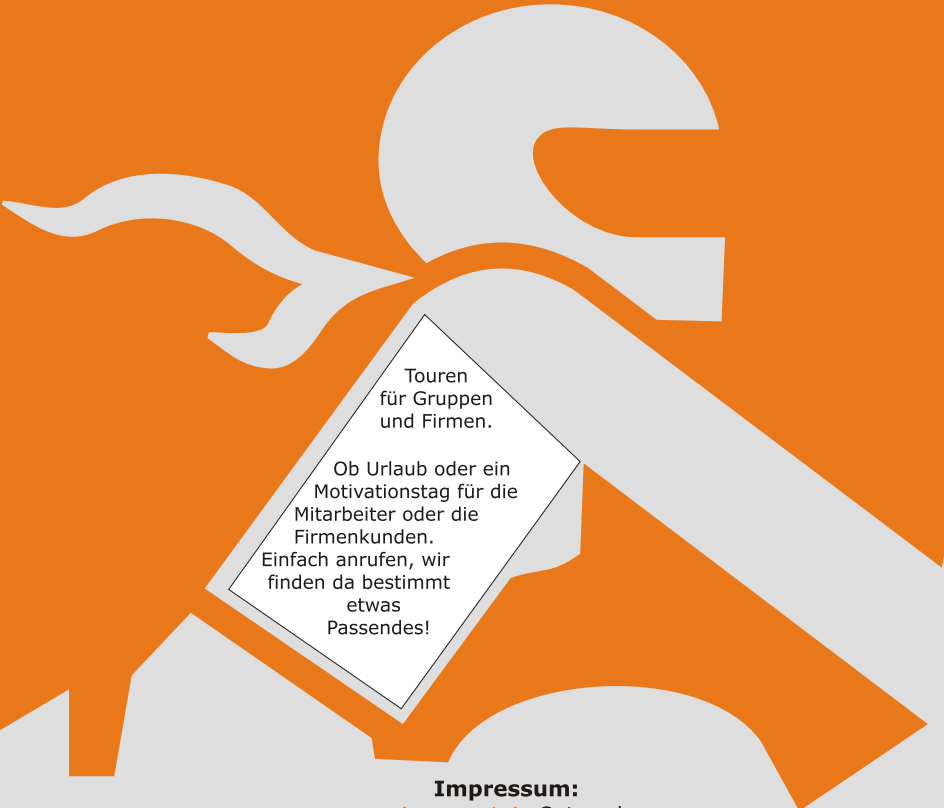 Touren
für Gruppen
und Firmen.
Ob Urlaub oder ein
Motivationstag für die
Mitarbeiter oder die
Firmenkunden.
Einfach anrufen, wir
finden da bestimmt
etwas
Passendes!
Impressum: